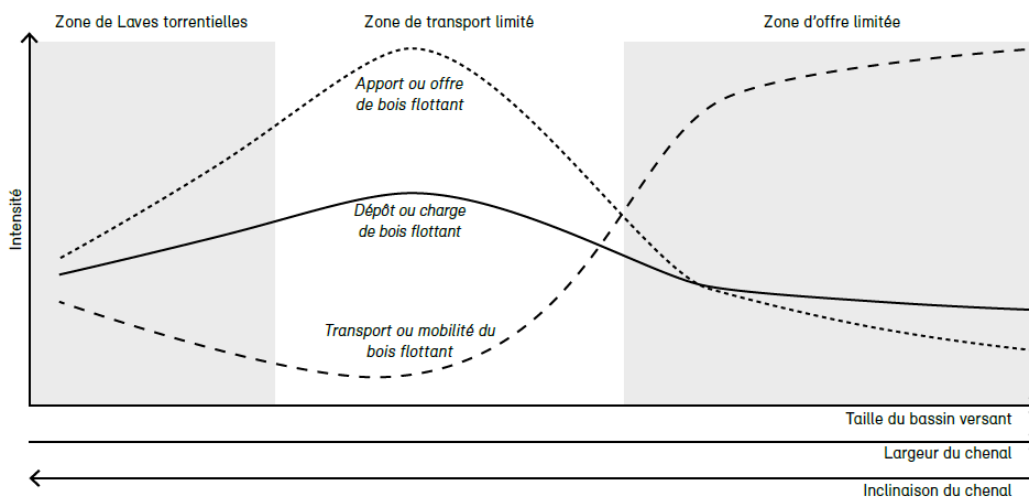 Zone de Laves torrentielles
Zone de transport limité
Zone d'offre limitée
Intensité
Apport ou offre
de bois flottant
Dépôt ou charge
de bois flottant
Transport ou mobilité du
bois flottant
Taille du bassin versant
Largeur du chenal
Inclinaison du chenal